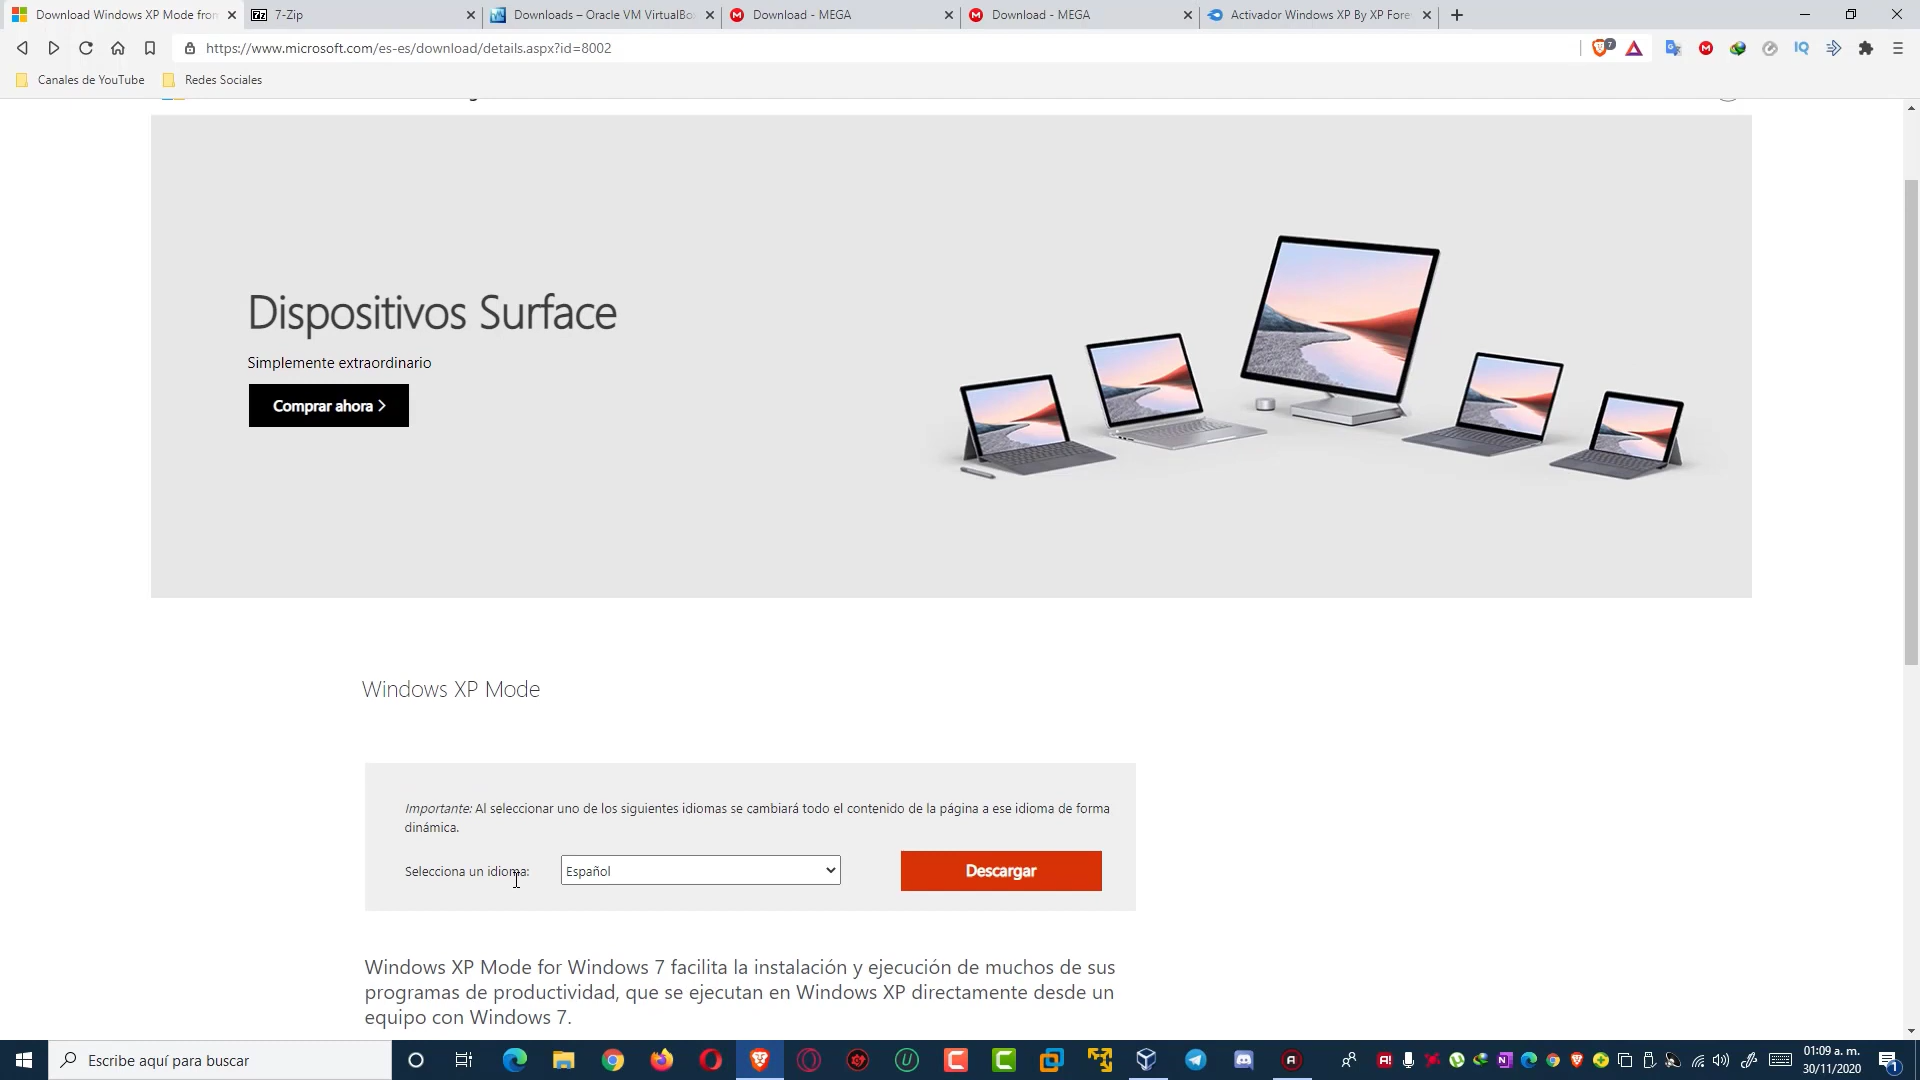 Download Windows XP Mode from
7-Zip
Downloads – Oracle VM VirtualBo
Download - MEGA
Download - MEGA
Activador Windows XP By XP Fore
https://www.microsoft.com/es-es/download/details.aspx?id=8002
7
Canales de YouTube
Redes Sociales
Dispositivos Surface
Simplemente extraordinario
Comprar ahora >
Windows XP Mode
Importante: Al seleccionar uno de los siguientes idiomas se cambiará todo el contenido de la página a ese idioma de forma
dinámica.
Selecciona un idioma:
Español
Descargar
Windows XP Mode for Windows 7 facilita la instalación y ejecución de muchos de sus
programas de productividad, que se ejecutan en Windows XP directamente desde un
equipo con Windows 7.
Escribe aquí para buscar
01:09 a. m.
30/11/2020
1